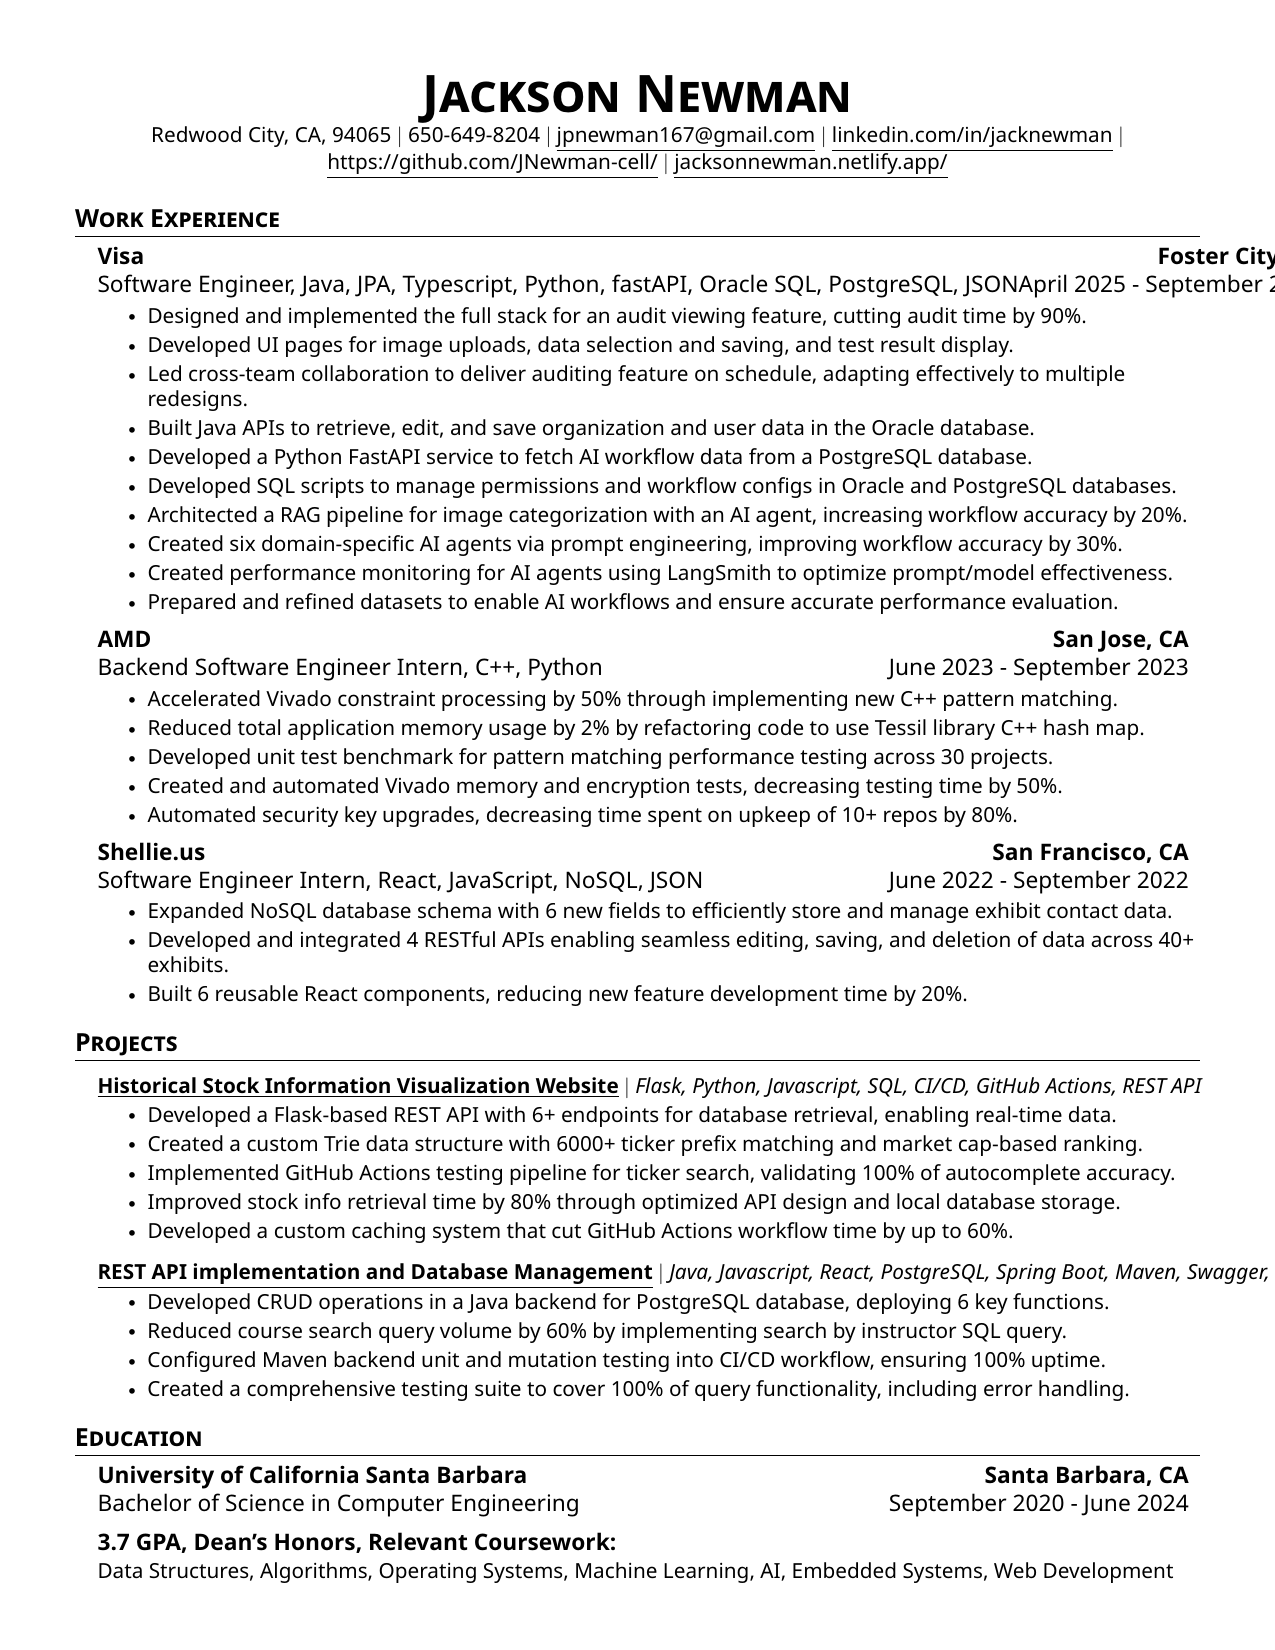 Jackson Newman
Redwood City, CA, 94065 | 650-649-8204 | jpnewman167@gmail.com | linkedin.com/in/jacknewman |
https://github.com/JNewman-cell/ | jacksonnewman.netlify.app/
Work Experience
Visa Foster City
Software Engineer, Java, JPA, Typescript, Python, fastAPI, Oracle SQL, PostgreSQL, JSONApril 2025 - September
• Designed and implemented the full stack for an audit viewing feature, cutting audit time by 90%.
• Developed UI pages for image uploads, data selection and saving, and test result display.
• Led cross-team collaboration to deliver auditing feature on schedule, adapting effectively to multiple
redesigns.
• Built Java APIs to retrieve, edit, and save organization and user data in the Oracle database.
• Developed a Python FastAPI service to fetch AI workflow data from a PostgreSQL database.
• Developed SQL scripts to manage permissions and workflow configs in Oracle and PostgreSQL databases.
• Architected a RAG pipeline for image categorization with an AI agent, increasing workflow accuracy by 20%.
• Created six domain-specific AI agents via prompt engineering, improving workflow accuracy by 30%.
• Created performance monitoring for AI agents using LangSmith to optimize prompt/model effectiveness.
• Prepared and refined datasets to enable AI workflows and ensure accurate performance evaluation.
AMD San Jose, CA
Backend Software Engineer Intern, C++, Python June 2023 - September 2023
• Accelerated Vivado constraint processing by 50% through implementing new C++ pattern matching.
• Reduced total application memory usage by 2% by refactoring code to use Tessil library C++ hash map.
• Developed unit test benchmark for pattern matching performance testing across 30 projects.
• Created and automated Vivado memory and encryption tests, decreasing testing time by 50%.
• Automated security key upgrades, decreasing time spent on upkeep of 10+ repos by 80%.
Shellie.us San Francisco, CA
Software Engineer Intern, React, JavaScript, NoSQL, JSON June 2022 - September 2022
• Expanded NoSQL database schema with 6 new fields to efficiently store and manage exhibit contact data.
• Developed and integrated 4 RESTful APIs enabling seamless editing, saving, and deletion of data across 40+
exhibits.
• Built 6 reusable React components, reducing new feature development time by 20%.
Projects
Historical Stock Information Visualization Website | Flask, Python, Javascript, SQL, CI/CD, GitHub Actions, REST API
• Developed a Flask-based REST API with 6+ endpoints for database retrieval, enabling real-time data.
• Created a custom Trie data structure with 6000+ ticker prefix matching and market cap-based ranking.
• Implemented GitHub Actions testing pipeline for ticker search, validating 100% of autocomplete accuracy.
• Improved stock info retrieval time by 80% through optimized API design and local database storage.
• Developed a custom caching system that cut GitHub Actions workflow time by up to 60%.
REST API implementation and Database Management | Java, Javascript, React, PostgreSQL, Spring Boot, Maven, Swagger,
• Developed CRUD operations in a Java backend for PostgreSQL database, deploying 6 key functions.
• Reduced course search query volume by 60% by implementing search by instructor SQL query.
• Configured Maven backend unit and mutation testing into CI/CD workflow, ensuring 100% uptime.
• Created a comprehensive testing suite to cover 100% of query functionality, including error handling.
Education
University of California Santa Barbara Santa Barbara, CA
Bachelor of Science in Computer Engineering September 2020 - June 2024
3.7 GPA, Dean’s Honors, Relevant Coursework:
Data Structures, Algorithms, Operating Systems, Machine Learning, AI, Embedded Systems, Web Development